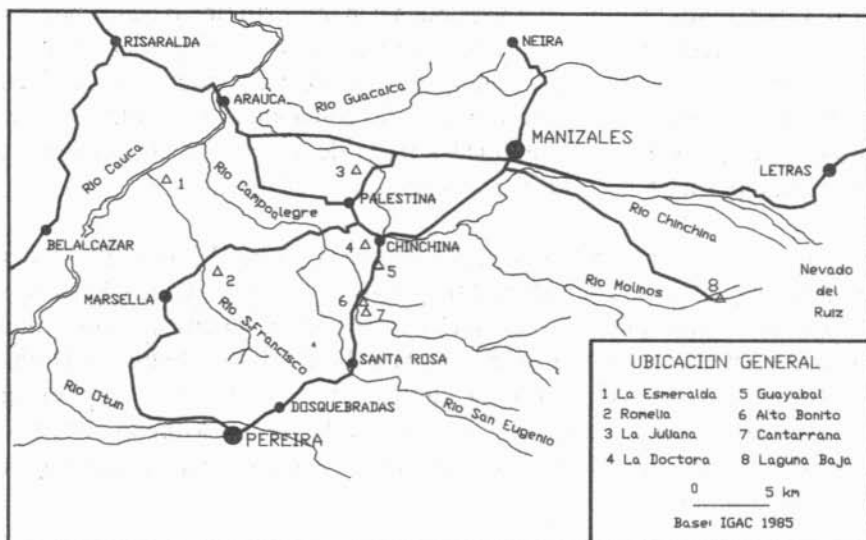 RISARALDA
NEIRA
Rio Guacaica
ARAUCA
MANIZALES
Rio Cauca
3
LETRAS
1
Rio Campoalegre
PALESTINA
Rio Chinchina
BELALCAZAR
4
CHINCHINA
5
2
Rio Molinos
8
Nevado
del
Ruiz
MARSELLA
6
7
Rio S.Francisco
SANTA ROSA
Rio Otun
DOSQUEBRADAS
Rio San Eugenio
PEREIRA
UBICACION GENERAL
1 La Esmeralda 5 Guayabal
2 Romelia 6 Alto Bonito
3 La Juliana 7 Cantarrana
4 La Doctora 8 Laguna Baja
0 5 km
Base: IGAC 1985